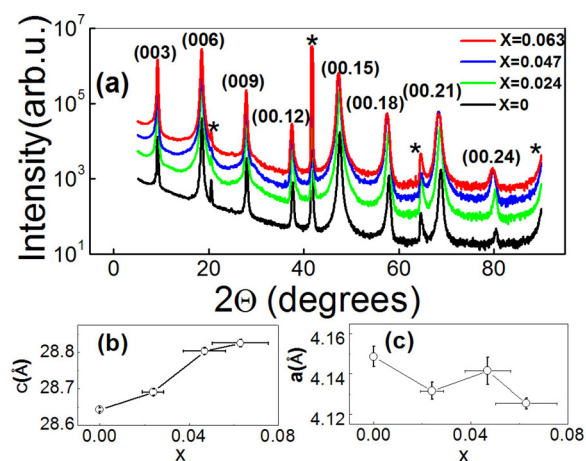 Intensity(arb.u.)
10^7
10^5
10^3
10^1
(a)
(003)
(006)
*
(009)
(00.12)
*
(00.15)
(00.18)
*
(00.21)
(00.24)
*
X=0.063
X=0.047
X=0.024
X=0
0 20 40 60 80
2Θ (degrees)
(b)
c(Å)
28.8
28.7
28.6
0.00 0.04 0.08
X
(c)
a(Å)
4.16
4.14
4.12
0.00 0.04 0.08
X